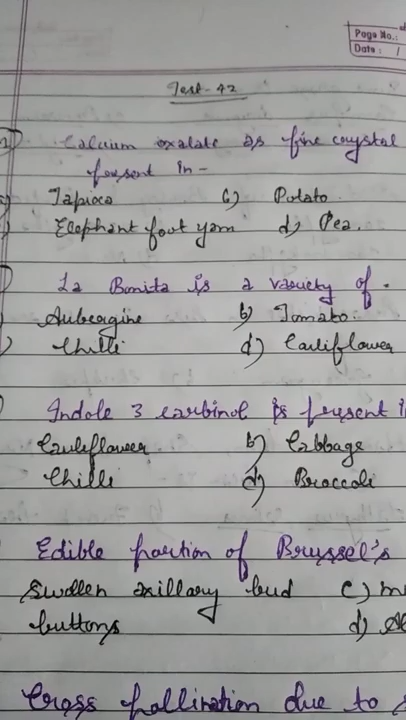 Page No.:
Date: /
Test-42
Calcium oxalate as fine crystal
present in-
Tapioca c) Potato
Elephant foot yam d) Pea.
La Bonita is a variety of.
Aubergine b) Tomato.
Chilli d) Cauliflower
Indole 3 carbinol is present i
Cauliflower b) Cabbage
Chilli d) Broccoli
Edible portion of Brussel's
Swollen axillary bud c) m
buttons d)
Cross pollination due to